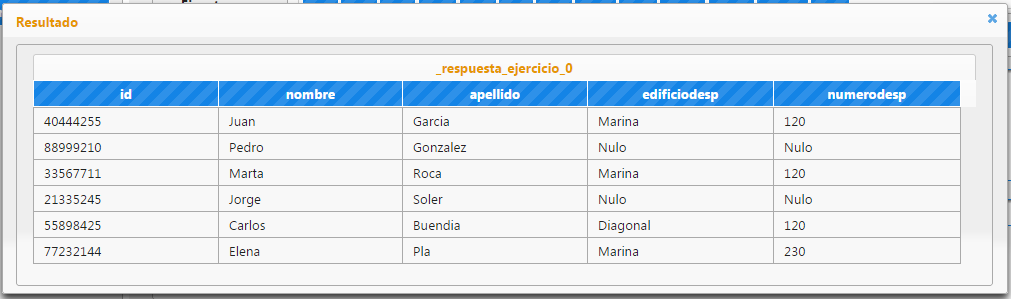 Resultado
_respuesta_ejercicio_0
id nombre apellido edificiodesp numerodesp
40444255 Juan Garcia Marina 120
88999210 Pedro Gonzalez Nulo Nulo
33567711 Marta Roca Marina 120
21335245 Jorge Soler Nulo Nulo
55898425 Carlos Buendia Diagonal 120
77232144 Elena Pla Marina 230